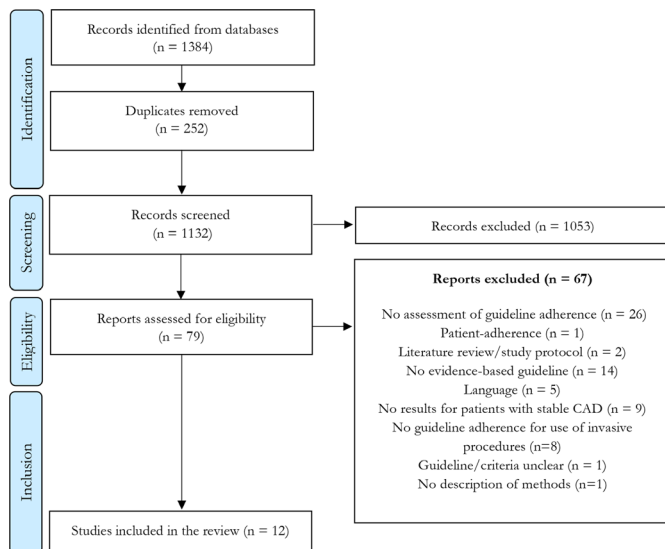 Identification
Records identified from databases
(n = 1384)
Duplicates removed
(n = 252)
Screening
Records screened
(n = 1132)
Records excluded (n = 1053)
Eligibility
Reports assessed for eligibility
(n = 79)
Reports excluded (n = 67)
No assessment of guideline adherence (n = 26)
Patient-adherence (n = 1)
Literature review/study protocol (n = 2)
No evidence-based guideline (n = 14)
Language (n = 5)
No results for patients with stable CAD (n = 9)
No guideline adherence for use of invasive
procedures (n=8)
Guideline/criteria unclear (n = 1)
No description of methods (n=1)
Inclusion
Studies included in the review (n = 12)